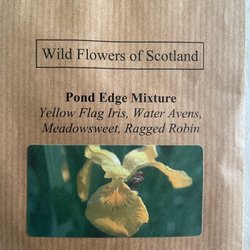 Wild Flowers of Scotland
Pond Edge Mixture
Yellow Flag Iris, Water Avens,
Meadowsweet, Ragged Robin